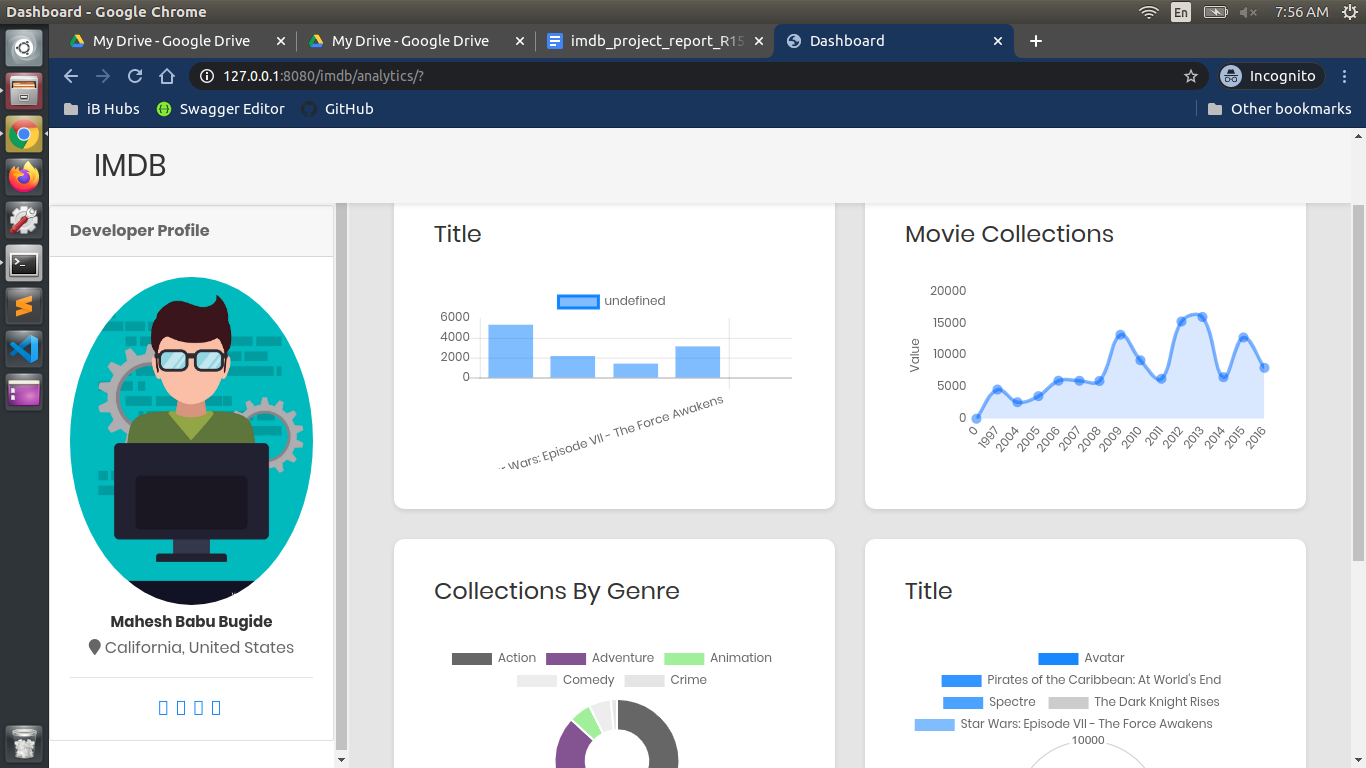 Dashboard - Google Chrome
En
7:56 AM
My Drive - Google Drive
My Drive - Google Drive
imdb_project_report_R15
Dashboard
127.0.0.1:8080/imdb/analytics/?
Incognito
iB Hubs
Swagger Editor
GitHub
Other bookmarks
IMDB
Developer Profile
Mahesh Babu Bugide
California, United States
Title
undefined
6000
4000
2000
0
Wars: Episode VII - The Force Awakens
Movie Collections
20000
15000
10000
5000
0
Value
0
1997
2004
2005
2006
2007
2008
2009
2010
2011
2012
2013
2014
2015
2016
Collections By Genre
Action
Adventure
Animation
Comedy
Crime
Title
Avatar
Pirates of the Caribbean: At World's End
Spectre
The Dark Knight Rises
Star Wars: Episode VII - The Force Awakens
10000